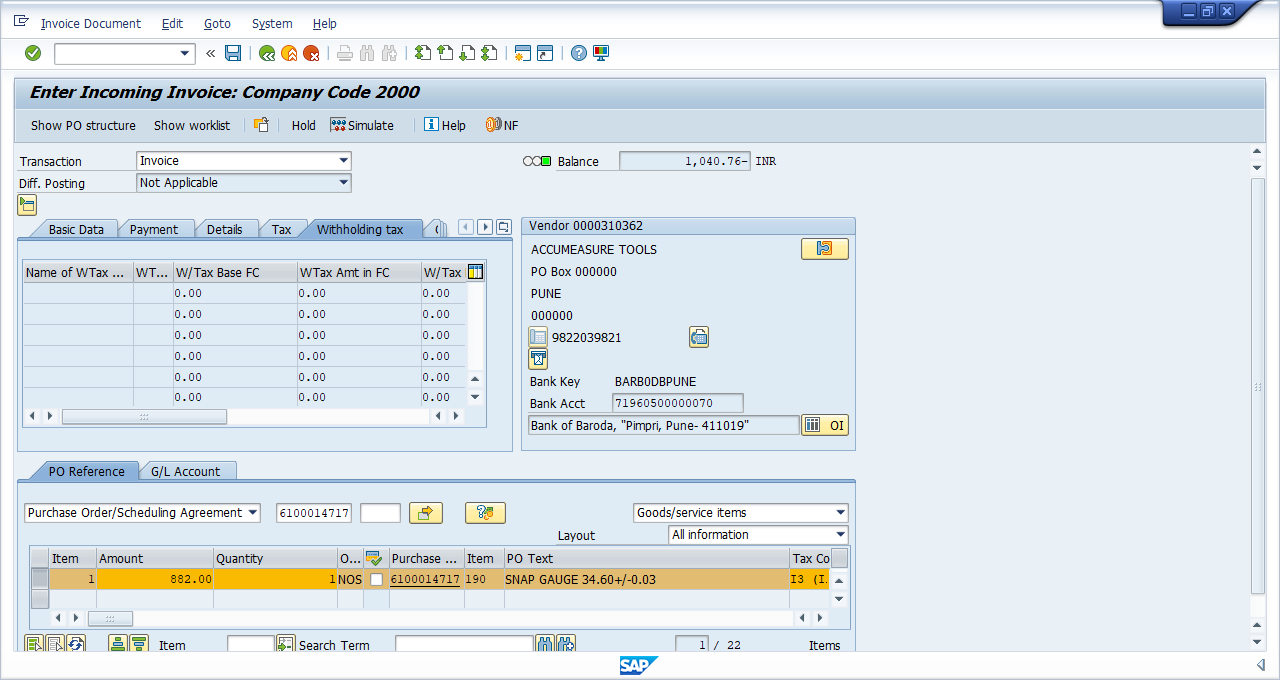 Invoice Document Edit Goto System Help
Enter Incoming Invoice: Company Code 2000
Show PO structure Show worklist Hold Simulate Help NF
Transaction Invoice Balance 1,040.76- INR
Diff. Posting Not Applicable
Basic Data Payment Details Tax Withholding tax
Name of WTax ... WT... W/Tax Base FC WTax Amt in FC W/Tax
0.00 0.00 0.00
0.00 0.00 0.00
0.00 0.00 0.00
0.00 0.00 0.00
0.00 0.00 0.00
0.00 0.00 0.00
Vendor 0000310362
ACCUMEASURE TOOLS
PO Box 000000
PUNE
000000
9822039821
Bank Key BARB0DBPUNE
Bank Acct 71960500000070
Bank of Baroda, "Pimpri, Pune- 411019" OI
PO Reference G/L Account
Purchase Order/Scheduling Agreement 6100014717 Goods/service items
Layout All information
Item Amount Quantity O... Purchase ... Item PO Text Tax Co
1 882.00 1 NOS 6100014717 190 SNAP GAUGE 34.60+/-0.03 I3 (I.
Item Search Term 1 / 22 Items
SAP